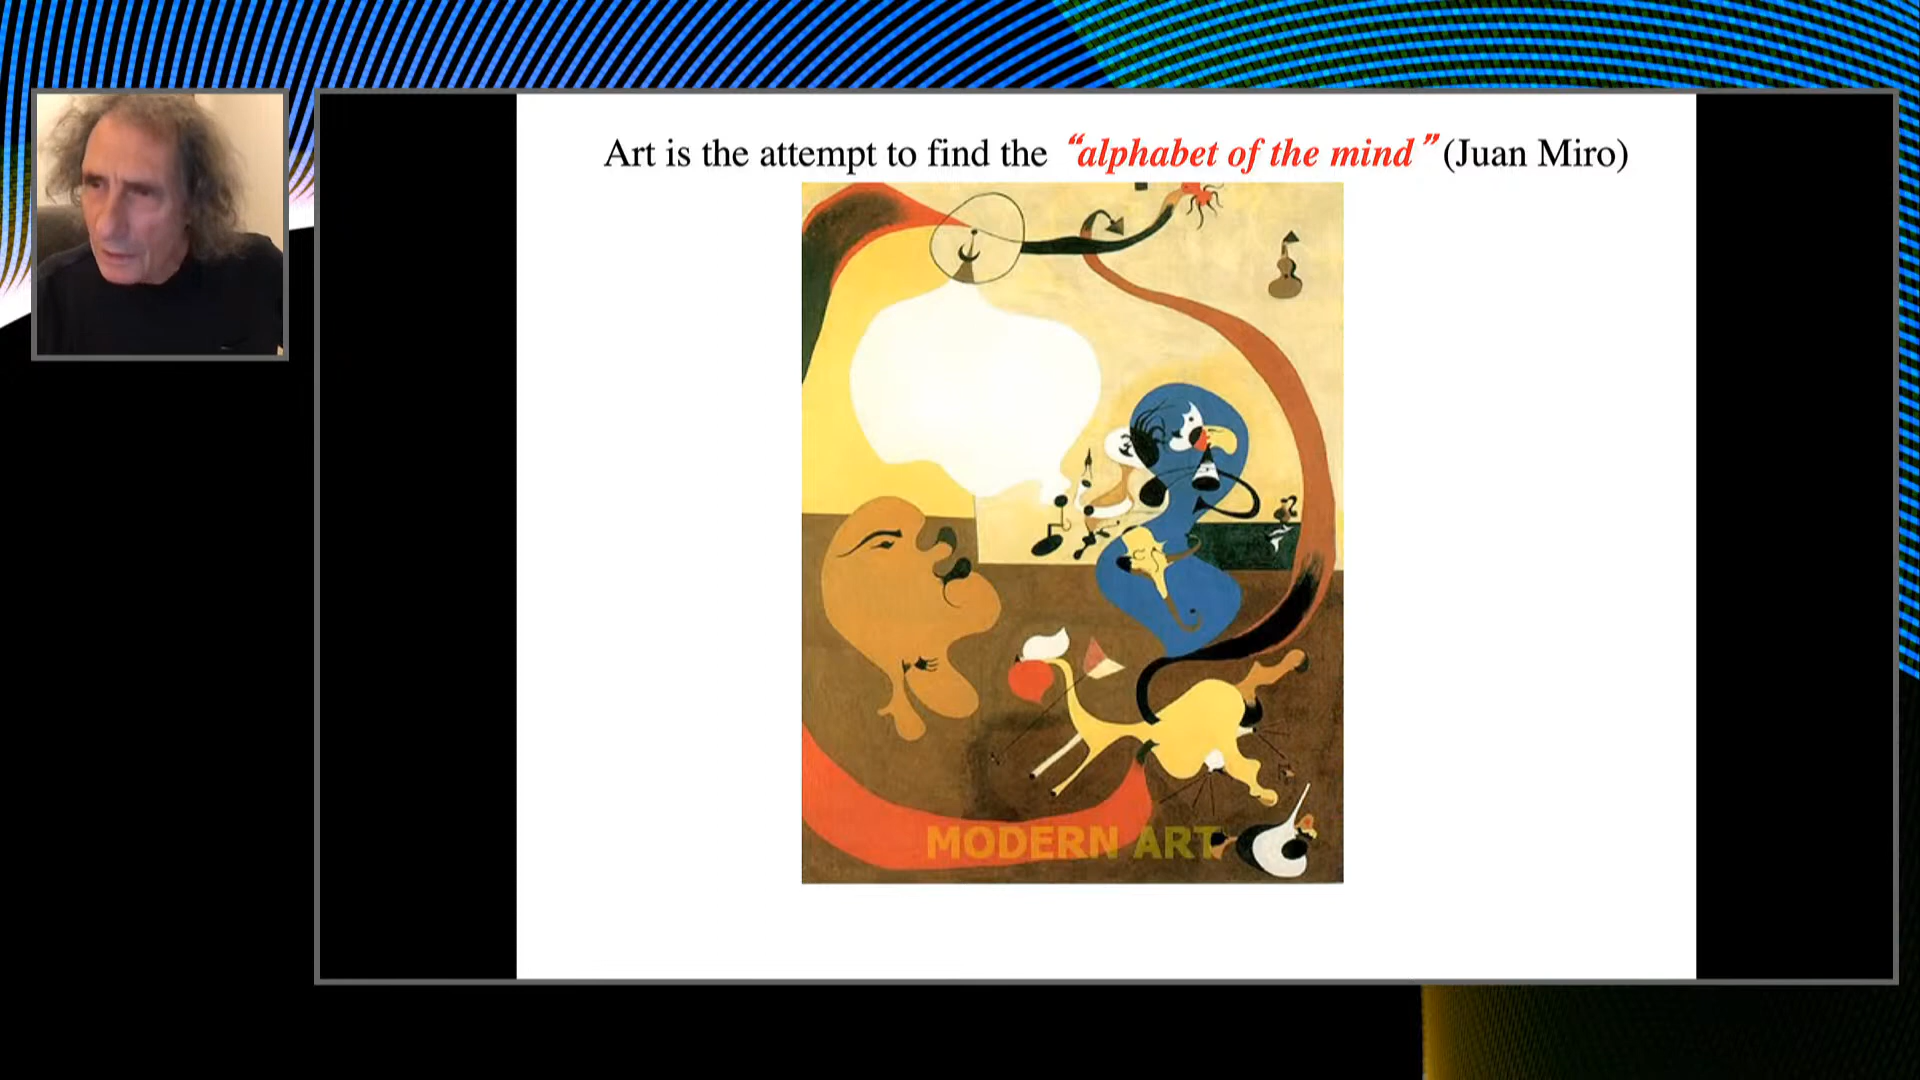 Art is the attempt to find the “alphabet of the mind” (Juan Miro)
MODERN ART